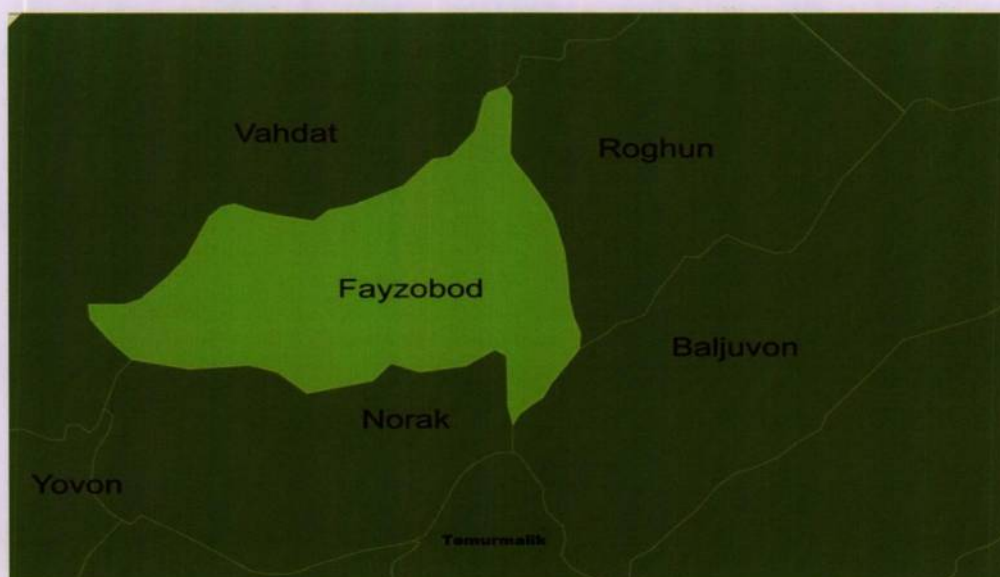 Vahdat
Roghun
Fayzobod
Baljuvon
Norak
Yovon
Temurmalik